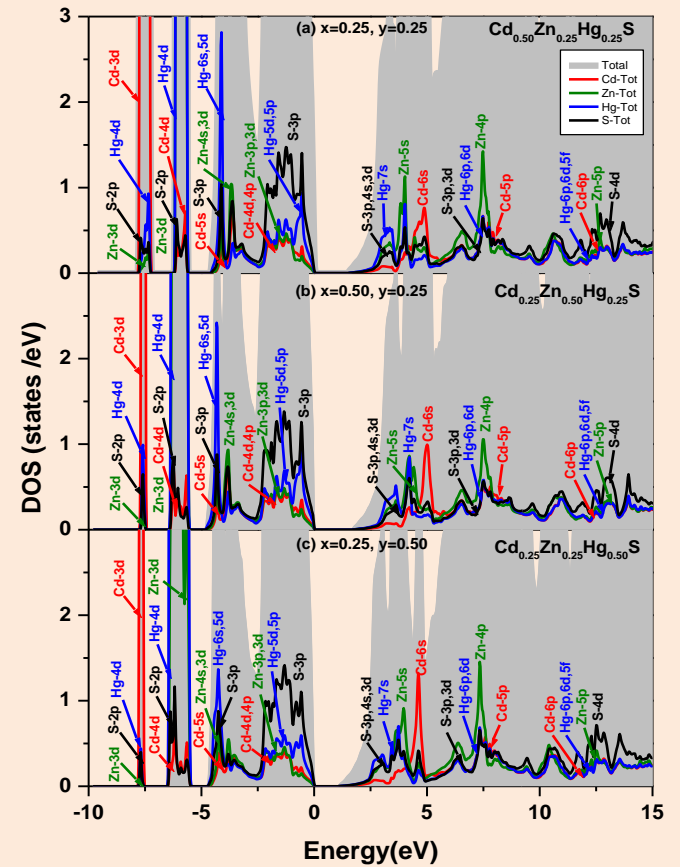 (a) x=0.25, y=0.25
Cd0.50Zn0.25Hg0.25S
Total
Cd-Tot
Zn-Tot
Hg-Tot
S-Tot
Cd-3d
Hg-4d
S-2p
Zn-3d
Hg-4d
Cd-4d
S-2p
Zn-3d
Hg-6s,5d
S-3p
Cd-5s
Zn-4s,3d
Cd-4d,4p
Zn-3p,3d
Hg-5d,5p
S-3p
S-3p,4s,3d
Hg-7s
Zn-5s
Cd-6s
S-3p,3d
Hg-6p,6d
Zn-4p
Cd-5p
Hg-6p,6d,5f
Cd-6p
Zn-5p
S-4d
3
2
1
0
(b) x=0.50, y=0.25
Cd0.25Zn0.50Hg0.25S
Cd-3d
Hg-4d
S-2p
Zn-3d
Hg-4d
S-2p
Cd-4d
Zn-3d
Hg-6s,5d
S-3p
Cd-5s
Zn-4s,3d
Cd-4d,4p
Zn-3p,3d
Hg-5d,5p
S-3p
S-3p,4s,3d
Zn-5s
Hg-7s
Cd-6s
S-3p,3d
Hg-6p,6d
Zn-4p
Cd-5p
Cd-6p
Hg-6p,6d,5f
Zn-5p
S-4d
2
1
0
DOS (states /eV)
(c) x=0.25, y=0.50
Cd0.25Zn0.25Hg0.50S
Cd-3d
Zn-3d
Hg-4d
S-2p
Zn-3d
Hg-4d
S-2p
Cd-4d
Hg-6s,5d
Zn-4s,3d
Cd-5s
S-3p
Cd-4d,4p
Zn-3p,3d
Hg-5d,5p
S-3p
S-3p,4s,3d
Hg-7s
Zn-5s
Cd-6s
S-3p,3d
Hg-6p,6d
Zn-4p
Cd-5p
Cd-6p
Hg-6p,6d,5f
Zn-5p
S-4d
2
1
0
-10 -5 0 5 10 15
Energy(eV)